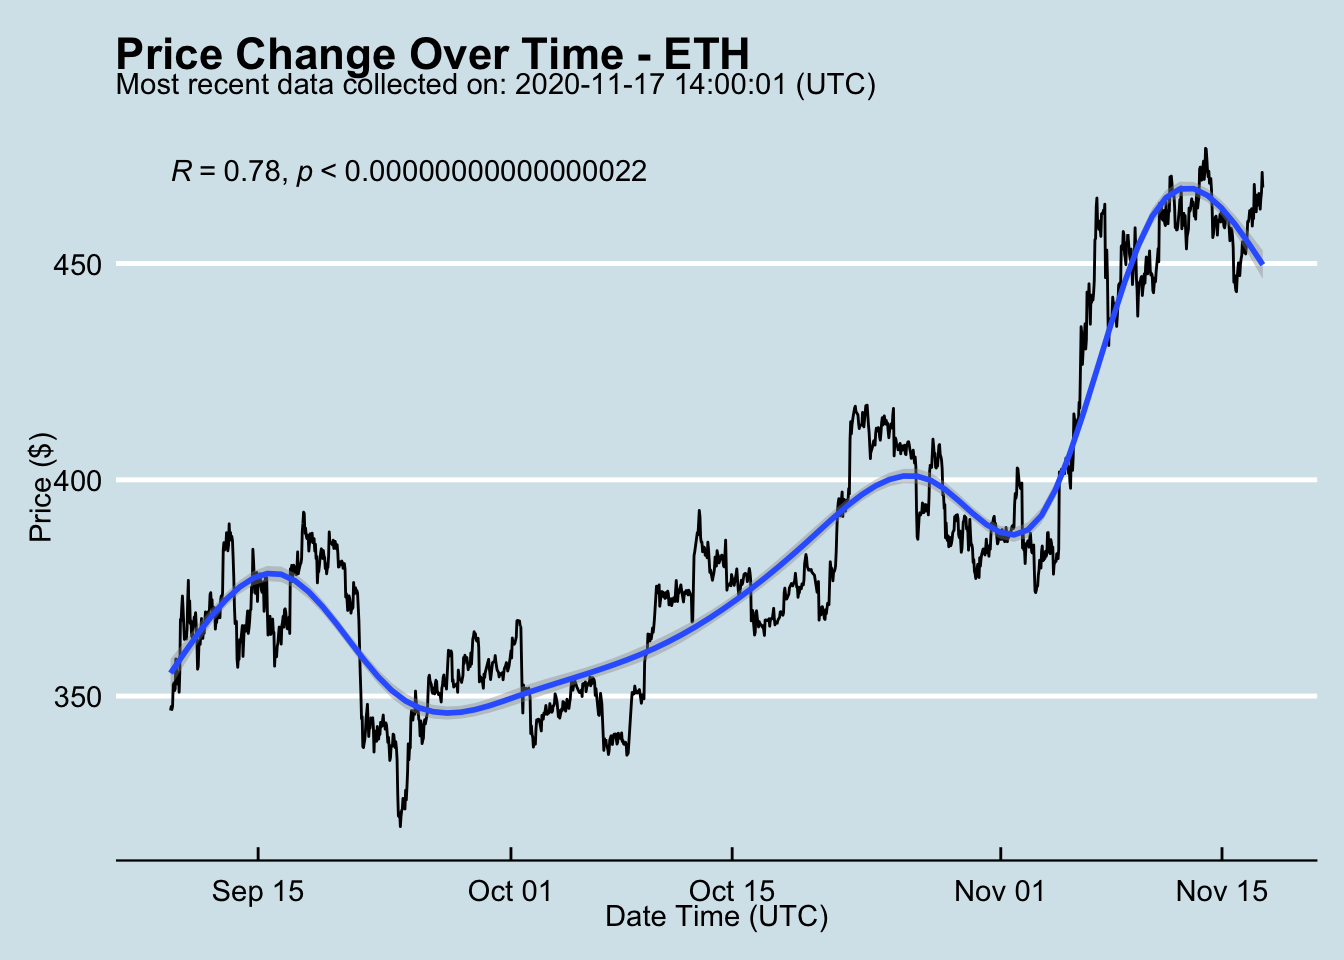 Price Change Over Time - ETH
Most recent data collected on: 2020-11-17 14:00:01 (UTC)
R = 0.78, p < 0.00000000000000022
450
400
350
Price ($)
Sep 15 Oct 01 Oct 15 Nov 01 Nov 15
Date Time (UTC)